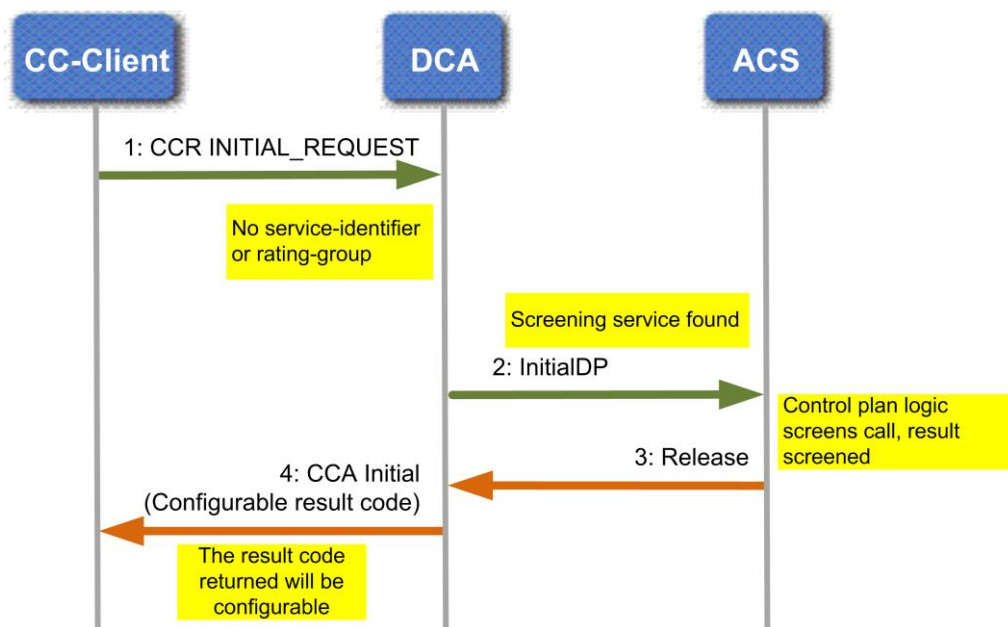 CC-Client
DCA
ACS
1: CCR INITIAL_REQUEST
No service-identifier
or rating-group
Screening service found
2: InitialDP
Control plan logic
screens call, result
screened
3: Release
4: CCA Initial
(Configurable result code)
The result code
returned will be
configurable